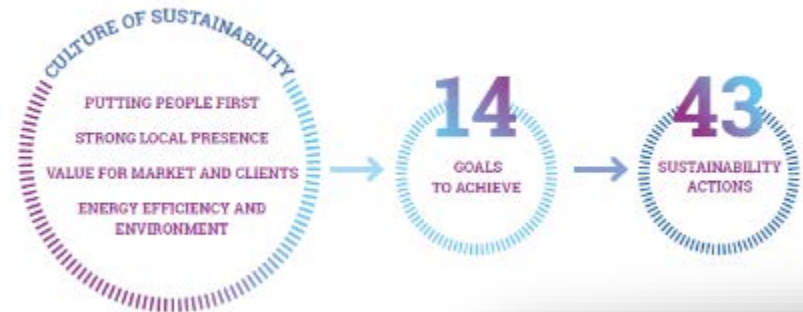 CULTURE OF SUSTAINABILITY
PUTTING PEOPLE FIRST
STRONG LOCAL PRESENCE
VALUE FOR MARKET AND CLIENTS
ENERGY EFFICIENCY AND
ENVIRONMENT
14
GOALS
TO ACHIEVE
43
SUSTAINABILITY
ACTIONS